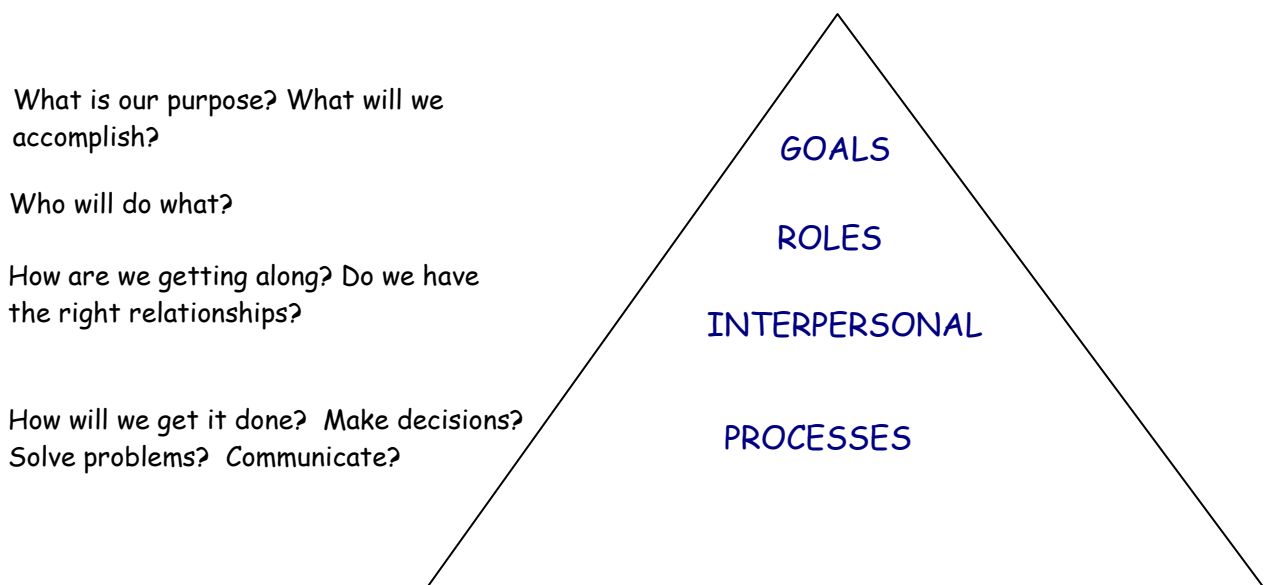 What is our purpose? What will we
accomplish?
GOALS
Who will do what?
ROLES
How are we getting along? Do we have
the right relationships?
INTERPERSONAL
How will we get it done?  Make decisions?
Solve problems?  Communicate?
PROCESSES